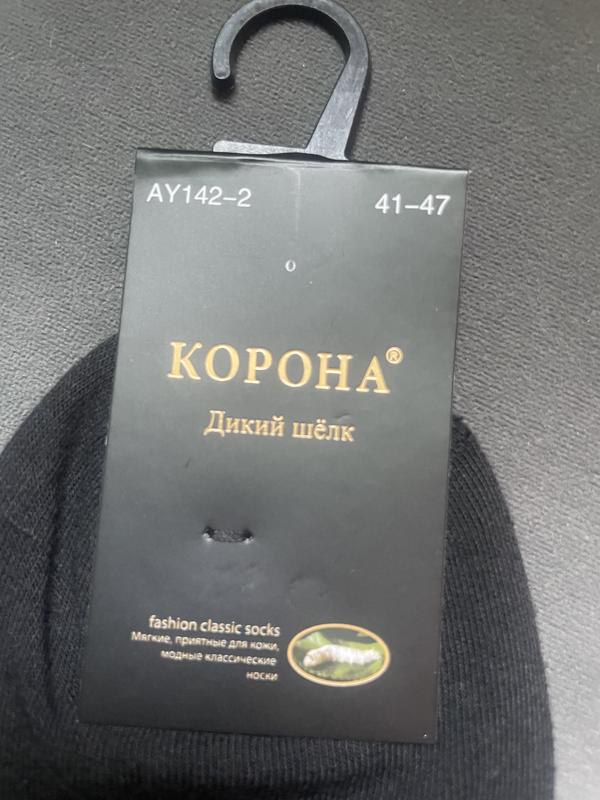 AY142-2 41-47
КОРОНА®
Дикий шёлк
fashion classic socks
Мягкие, приятные для кожи,
модные классические
носки